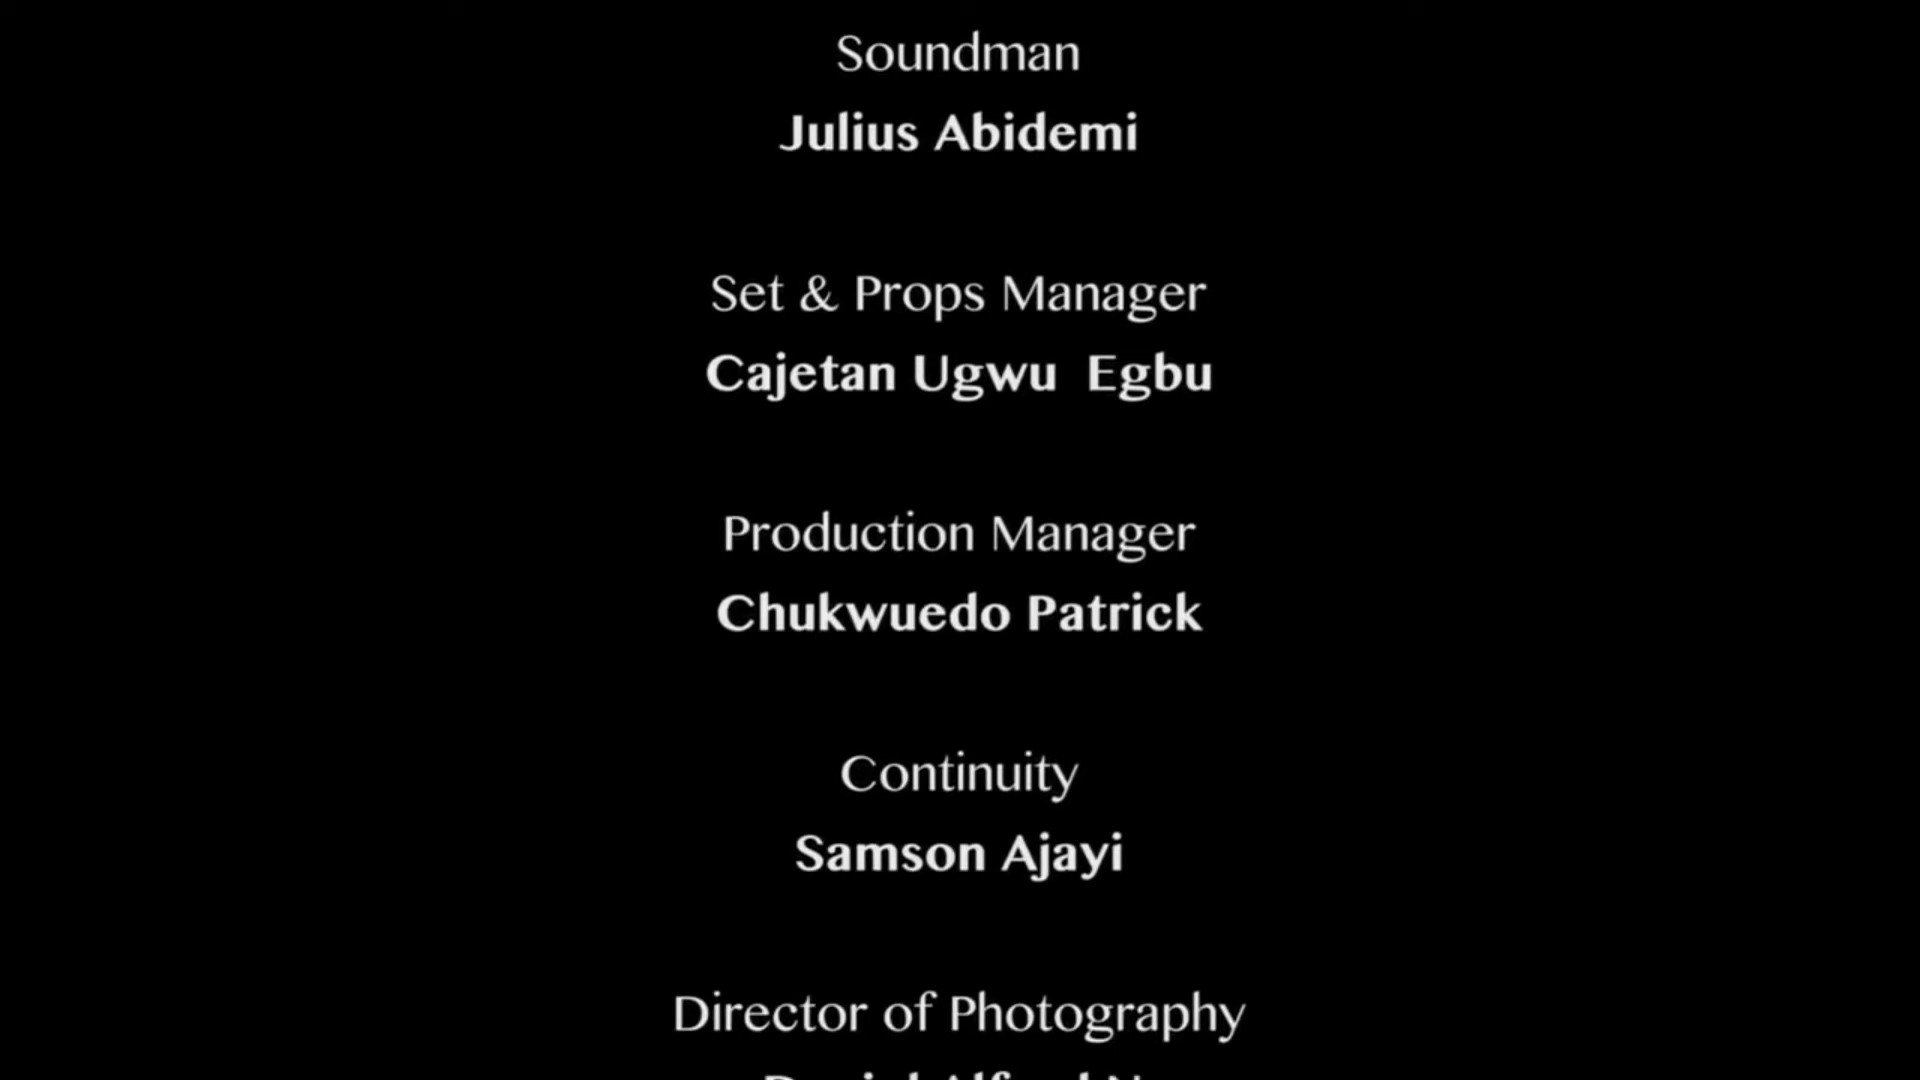 Soundman
Julius Abidemi
Set & Props Manager
Cajetan Ugwu  Egbu
Production Manager
Chukwuedo Patrick
Continuity
Samson Ajayi
Director of Photography